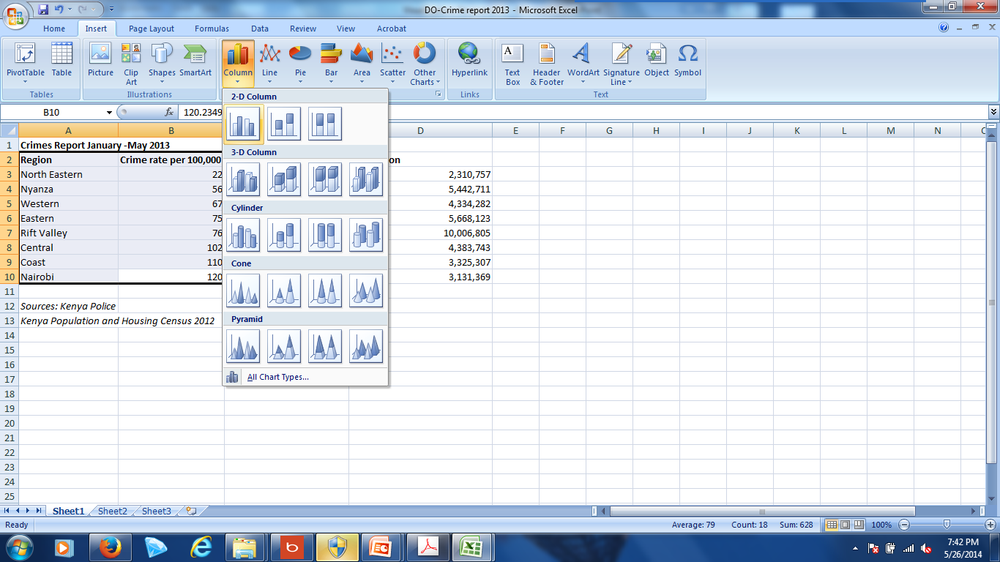 DO-Crime report 2013 - Microsoft Excel
Home Insert Page Layout Formulas Data Review View Acrobat
PivotTable Table Picture Clip Art Shapes SmartArt Column Line Pie Bar Area Scatter Other Charts Hyperlink Text Box Header & Footer WordArt Signature Line Object Symbol
Tables Illustrations Links Text
B10 fx 120.2349
2-D Column
3-D Column
Cylinder
Cone
Pyramid
All Chart Types...
A B D E F G H I J K L M N
1 Crimes Report January -May 2013
2 Region Crime rate per 100,000 on
3 North Eastern 22 2,310,757
4 Nyanza 56 5,442,711
5 Western 67 4,334,282
6 Eastern 75 5,668,123
7 Rift Valley 76 10,006,805
8 Central 102 4,383,743
9 Coast 110 3,325,307
10 Nairobi 120 3,131,369
11
12 Sources: Kenya Police
13 Kenya Population and Housing Census 2012
14
15
16
17
18
19
20
21
22
23
24
25
Sheet1 Sheet2 Sheet3
Ready Average: 79 Count: 18 Sum: 628 100%
7:42 PM
5/26/2014